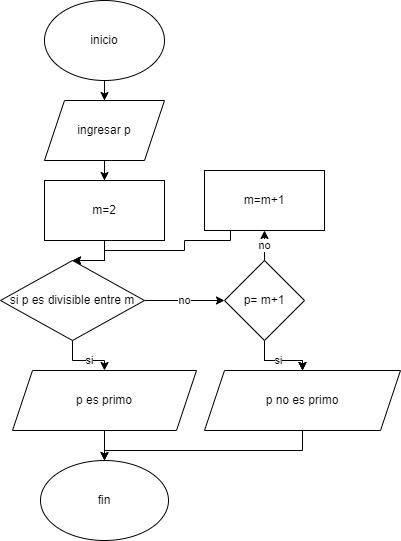 inicio
ingresar p
m=2
m=m+1
no
si p es divisible entre m
no
p= m+1
si
si
p es primo
p no es primo
fin